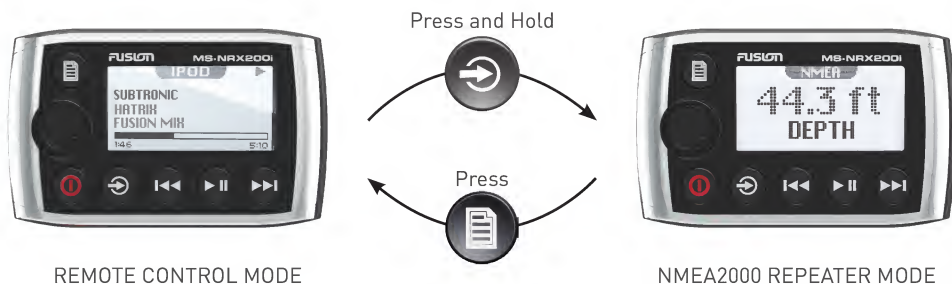 Press and Hold
FUSION MS-NRX200i
IPOD
SUBTRONIC
HATRIX
FUSION MIX
1:46 5:10
FUSION MS-NRX200i
NMEA
44.3 ft
DEPTH
Press
REMOTE CONTROL MODE
NMEA2000 REPEATER MODE